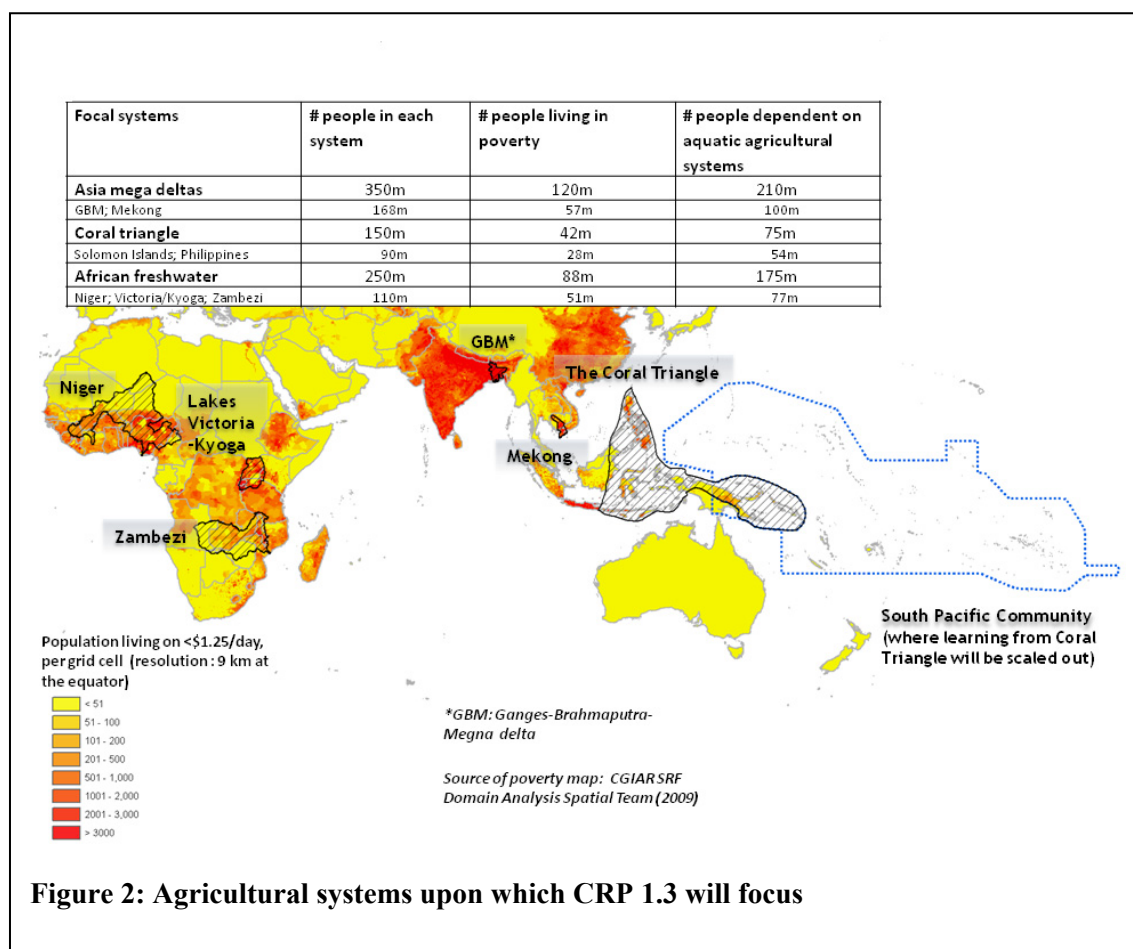 Focal systems | # people in each system | # people living in poverty | # people dependent on aquatic agricultural systems
Asia mega deltas | 350m | 120m | 210m
GBM; Mekong | 168m | 57m | 100m
Coral triangle | 150m | 42m | 75m
Solomon Islands; Philippines | 90m | 28m | 54m
African freshwater | 250m | 88m | 175m
Niger; Victoria/Kyoga; Zambezi | 110m | 51m | 77m
GBM*
The Coral Triangle
Niger
Lakes
Victoria
-Kyoga
Mekong
Zambezi
South Pacific Community
(where learning from Coral
Triangle will be scaled out)
Population living on <$1.25/day,
per grid cell (resolution : 9 km at
the equator)
< 51
51 - 100
101 - 200
201 - 500
501 - 1,000
1001 - 2,000
2001 - 3,000
> 3000
*GBM: Ganges-Brahmaputra-
Megna delta
Source of poverty map: CGIAR SRF
Domain Analysis Spatial Team (2009)
Figure 2: Agricultural systems upon which CRP 1.3 will focus